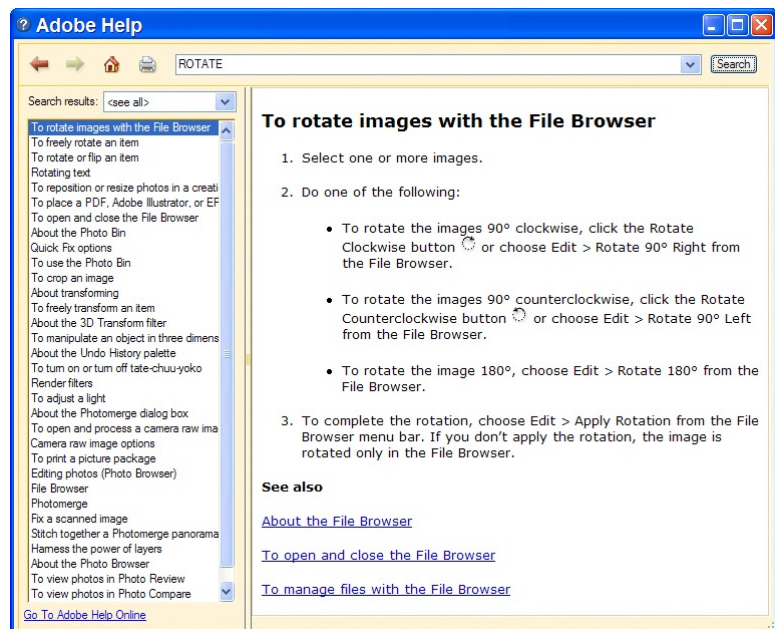 Adobe Help
ROTATE
Search
Search results: <see all>
To rotate images with the File Browser
To freely rotate an item
To rotate or flip an item
Rotating text
To reposition or resize photos in a creati
To place a PDF, Adobe Illustrator, or EF
To open and close the File Browser
About the Photo Bin
Quick Fix options
To use the Photo Bin
To crop an image
About transforming
To freely transform an item
About the 3D Transform filter
To manipulate an object in three dimens
About the Undo History palette
To turn on or turn off tate-chuu-yoko
Render filters
To adjust a light
About the Photomerge dialog box
To open and process a camera raw ima
Camera raw image options
To print a picture package
Editing photos (Photo Browser)
File Browser
Photomerge
Fix a scanned image
Stitch together a Photomerge panorama
Harness the power of layers
About the Photo Browser
To view photos in Photo Review
To view photos in Photo Compare
Go To Adobe Help Online
To rotate images with the File Browser
1. Select one or more images.
2. Do one of the following:
• To rotate the images 90° clockwise, click the Rotate
Clockwise button or choose Edit > Rotate 90° Right from
the File Browser.
• To rotate the images 90° counterclockwise, click the Rotate
Counterclockwise button or choose Edit > Rotate 90° Left
from the File Browser.
• To rotate the image 180°, choose Edit > Rotate 180° from the
File Browser.
3. To complete the rotation, choose Edit > Apply Rotation from the File
Browser menu bar. If you don't apply the rotation, the image is
rotated only in the File Browser.
See also
About the File Browser
To open and close the File Browser
To manage files with the File Browser